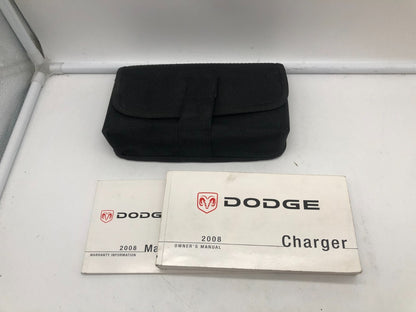 DODGE
2008
OWNER'S MANUAL
Charger
DODGE
2008
Ma
WARRANTY INFORMATION